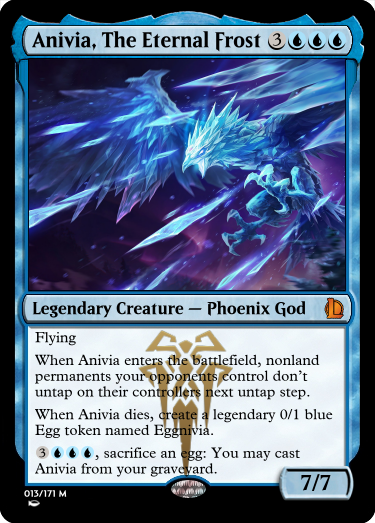 Anivia, The Eternal Frost 3
Legendary Creature — Phoenix God
Flying
When Anivia enters the battlefield, nonland
permanents your opponents control don't
untap on their controllers next untap step.
When Anivia dies, create a legendary 0/1 blue
Egg token named Eggnivia.
3, sacrifice an egg: You may cast
Anivia from your graveyard.
7/7
013/171 M